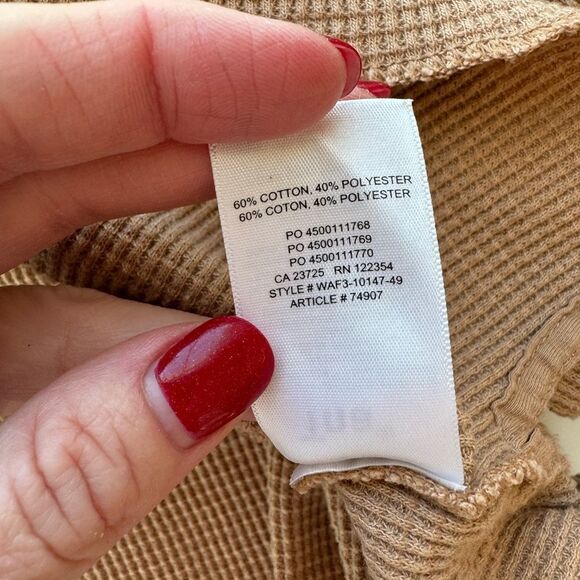 60% COTTON, 40% POLYESTER
60% COTON, 40% POLYESTER
PO 4500111768
PO 4500111769
PO 4500111770
CA 23725 RN 122354
STYLE # WAF3-10147-49
ARTICLE # 74907